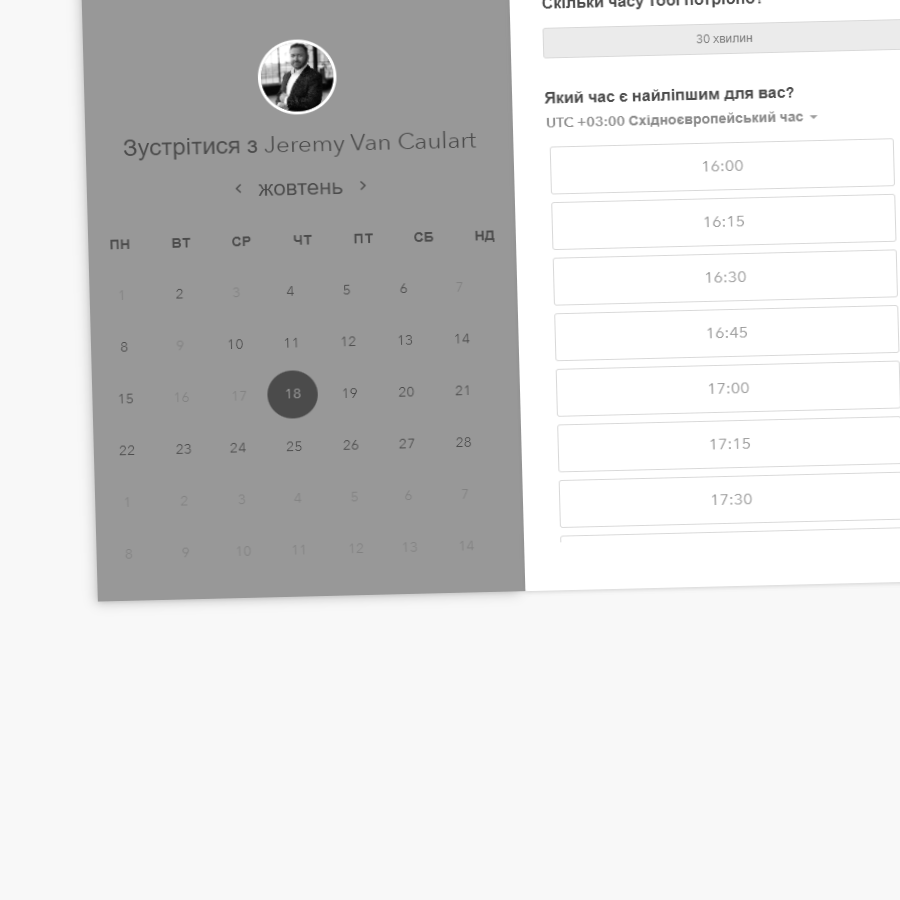 Зустрітися з Jeremy Van Caulart
‹ жовтень ›
ПН ВТ СР ЧТ ПТ СБ НД
1 2 3 4 5 6 7
8 9 10 11 12 13 14
15 16 17 18 19 20 21
22 23 24 25 26 27 28
1 2 3 4 5 6 7
8 9 10 11 12 13 14
Скільки часу тобі потрібно?
30 хвилин
Який час є найліпшим для вас?
UTC +03:00 Східноєвропейський час
16:00
16:15
16:30
16:45
17:00
17:15
17:30